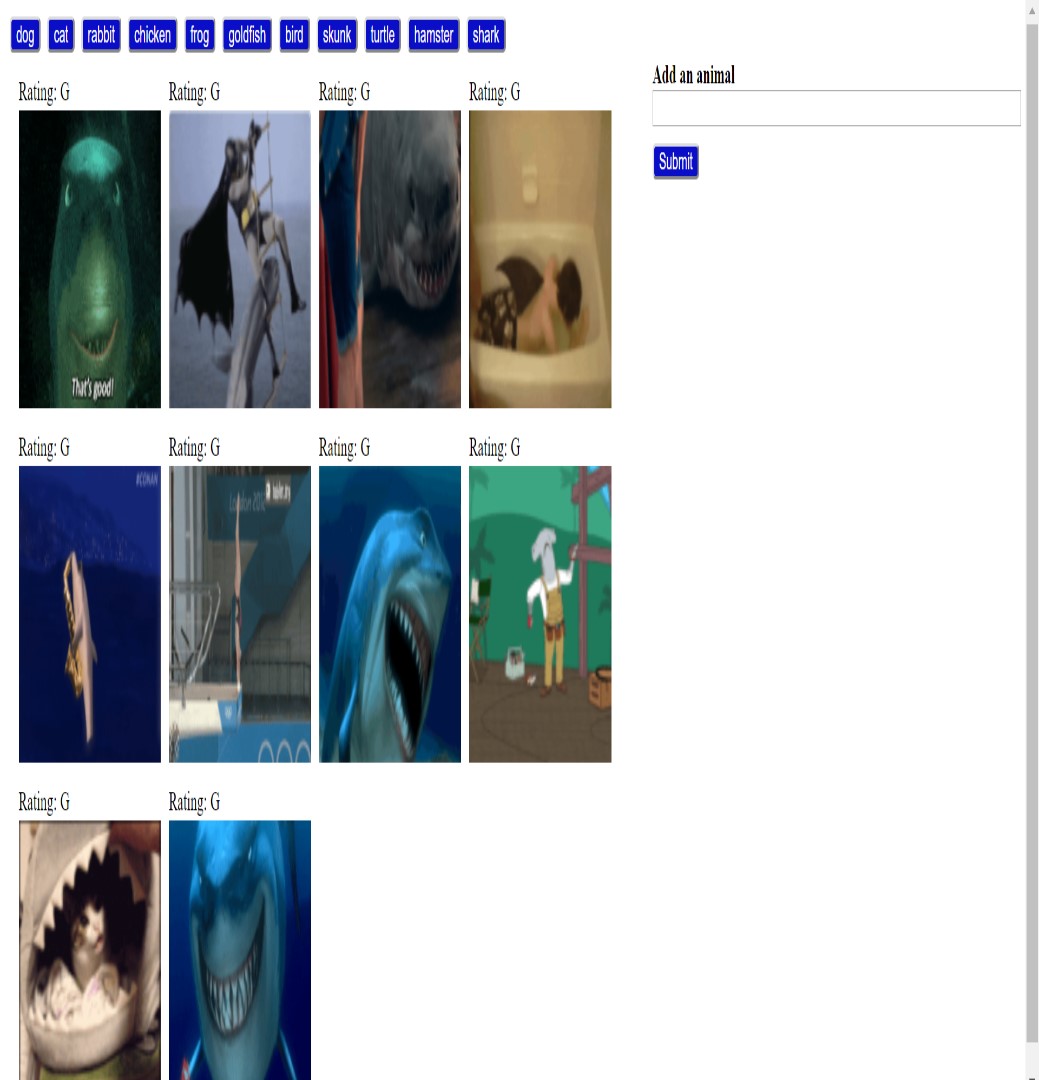 dog cat rabbit chicken frog goldfish bird skunk turtle hamster shark
Add an animal
Submit
Rating: G Rating: G Rating: G Rating: G
That's good!
Rating: G Rating: G Rating: G Rating: G
London 2012
Rating: G Rating: G